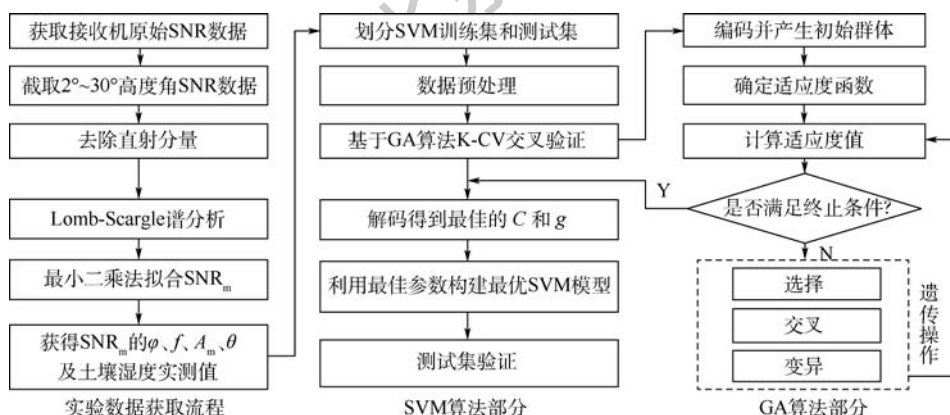 获取接收机原始SNR数据
截取2°~30°高度角SNR数据
去除直射分量
Lomb-Scargle谱分析
最小二乘法拟合SNRm
获得SNRm的φ、f、Am、θ
及土壤湿度实测值
实验数据获取流程
划分SVM训练集和测试集
数据预处理
基于GA算法K-CV交叉验证
解码得到最佳的 C 和 g
利用最佳参数构建最优SVM模型
测试集验证
SVM算法部分
编码并产生初始群体
确定适应度函数
计算适应度值
Y
是否满足终止条件?
N
选择
交叉
变异
遗传操作
GA算法部分